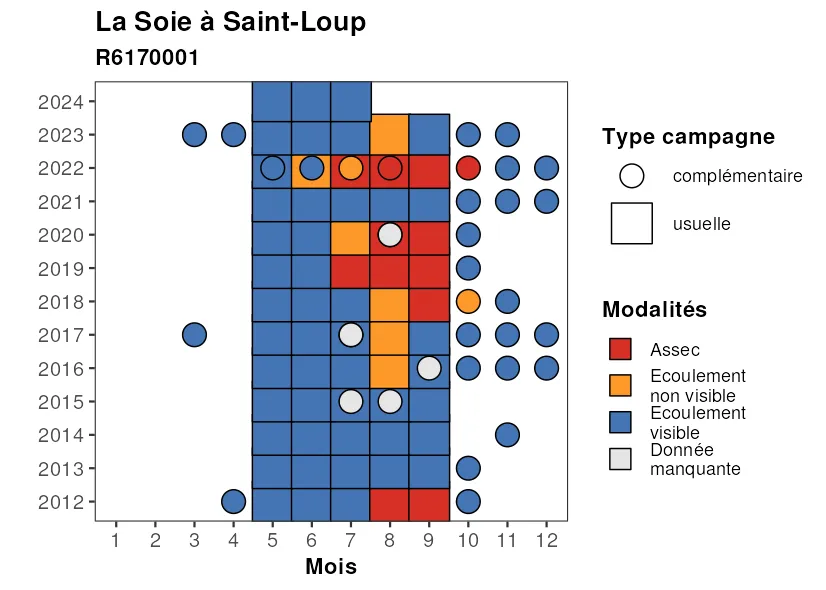 La Soie à Saint-Loup
R6170001
2024
2023
2022
2021
2020
2019
2018
2017
2016
2015
2014
2013
2012
1 2 3 4 5 6 7 8 9 10 11 12
Mois
Type campagne
complémentaire
usuelle
Modalités
Assec
Ecoulement
non visible
Ecoulement
visible
Donnée
manquante